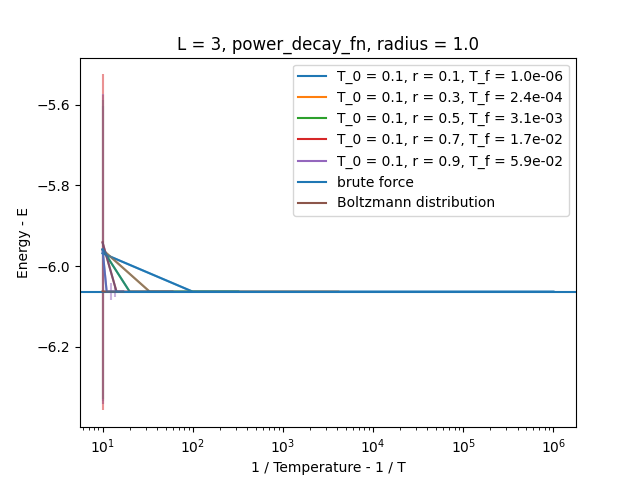 L = 3, power_decay_fn, radius = 1.0
T_0 = 0.1, r = 0.1, T_f = 1.0e-06
T_0 = 0.1, r = 0.3, T_f = 2.4e-04
T_0 = 0.1, r = 0.5, T_f = 3.1e-03
T_0 = 0.1, r = 0.7, T_f = 1.7e-02
T_0 = 0.1, r = 0.9, T_f = 5.9e-02
brute force
Boltzmann distribution
Energy - E
−5.6
−5.8
−6.0
−6.2
10¹ 10² 10³ 10⁴ 10⁵ 10⁶
1 / Temperature - 1 / T